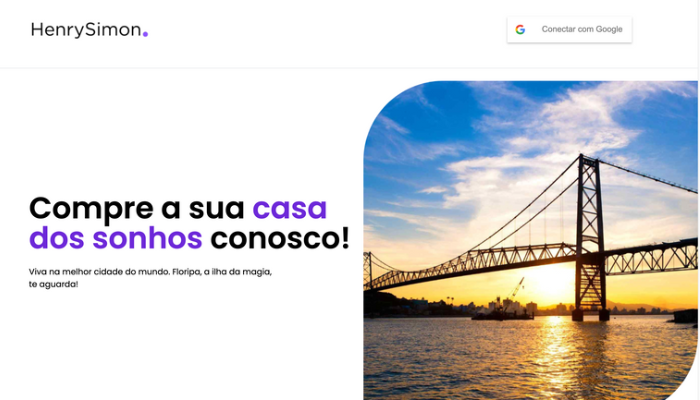 HenrySimon.
Conectar com Google
Compre a sua casa
dos sonhos conosco!
Viva na melhor cidade do mundo. Floripa, a ilha da magia,
te aguarda!